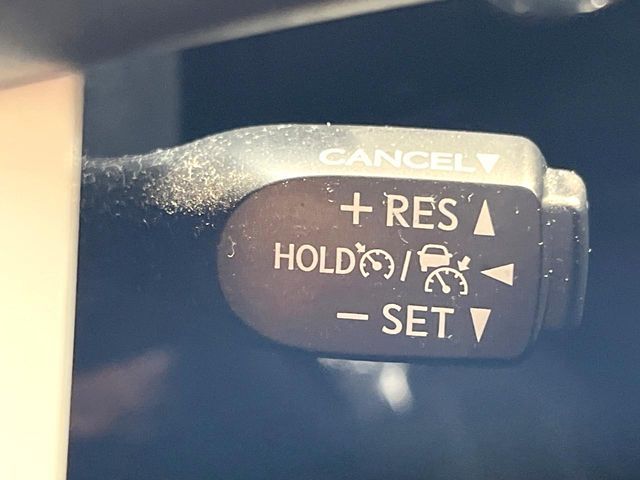 CANCEL▼
+ RES ▲
HOLD / ◀
− SET ▼